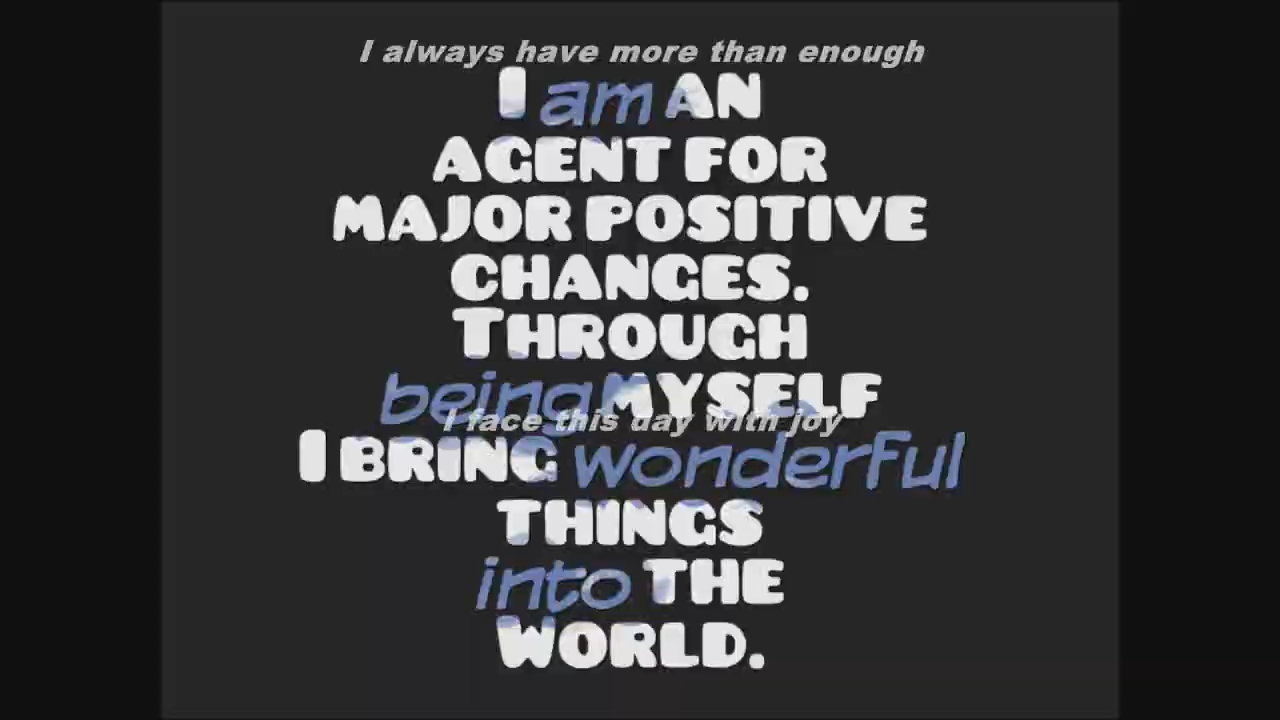 I always have more than enough
I am AN
AGENT FOR
MAJOR POSITIVE
CHANGES.
THROUGH
being MYSELF
I face this day with joy
I BRING wonderful
THINGS
into THE
WORLD.